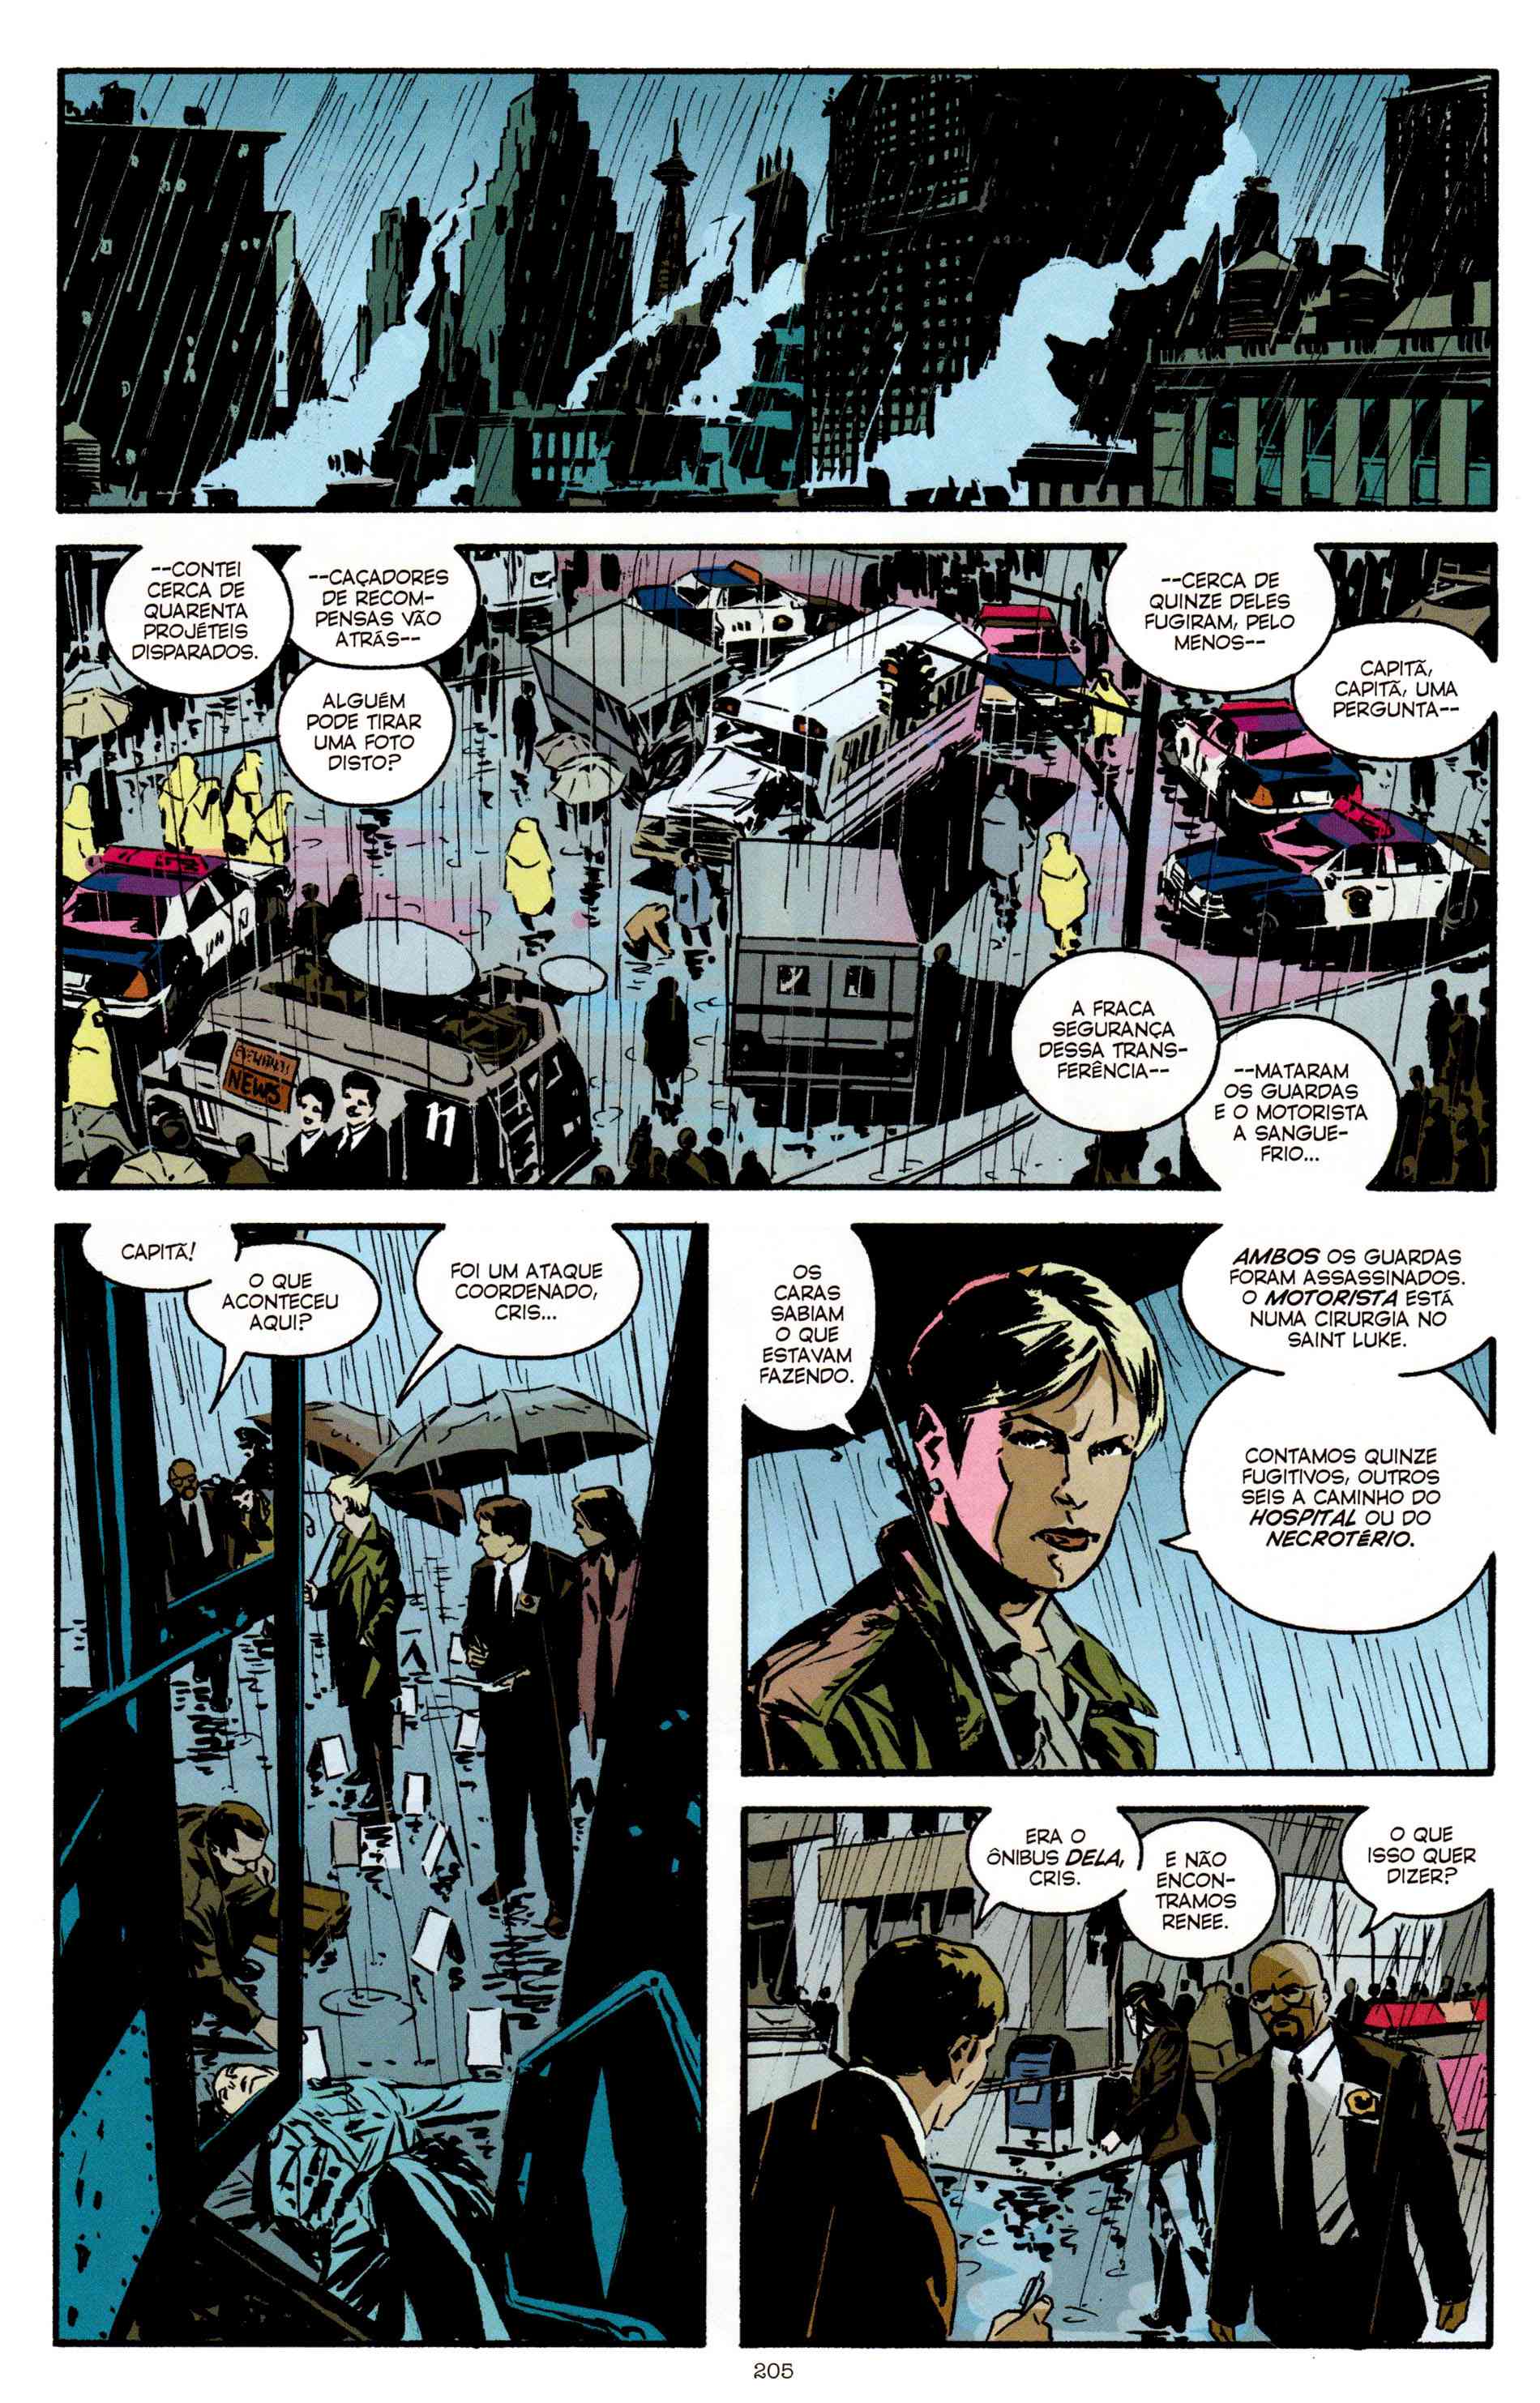 --CONTEI
CERCA DE
QUARENTA
PROJÉTEIS
DISPARADOS.
--CAÇADORES
DE RECOM-
PENSAS VÃO
ATRÁS--
ALGUÉM
PODE TIRAR
UMA FOTO
DISTO?
--CERCA DE
QUINZE DELES
FUGIRAM, PELO
MENOS--
CAPITÃ,
CAPITÃ, UMA
PERGUNTA--
EYEWITNESS
NEWS
n
A FRACA
SEGURANÇA
DESSA TRANS-
FERÊNCIA--
--MATARAM
OS GUARDAS
E O MOTORISTA
A SANGUE-
FRIO...
CAPITÃ!
O QUE
ACONTECEU
AQUI?
FOI UM ATAQUE
COORDENADO,
CRIS...
OS
CARAS
SABIAM
O QUE
ESTAVAM
FAZENDO.
AMBOS OS GUARDAS
FORAM ASSASSINADOS.
O MOTORISTA ESTÁ
NUMA CIRURGIA NO
SAINT LUKE.
CONTAMOS QUINZE
FUGITIVOS, OUTROS
SEIS A CAMINHO DO
HOSPITAL OU DO
NECROTÉRIO.
ERA O
ÔNIBUS DELA,
CRIS.
E NÃO
ENCON-
TRAMOS
RENEE.
O QUE
ISSO QUER
DIZER?
205